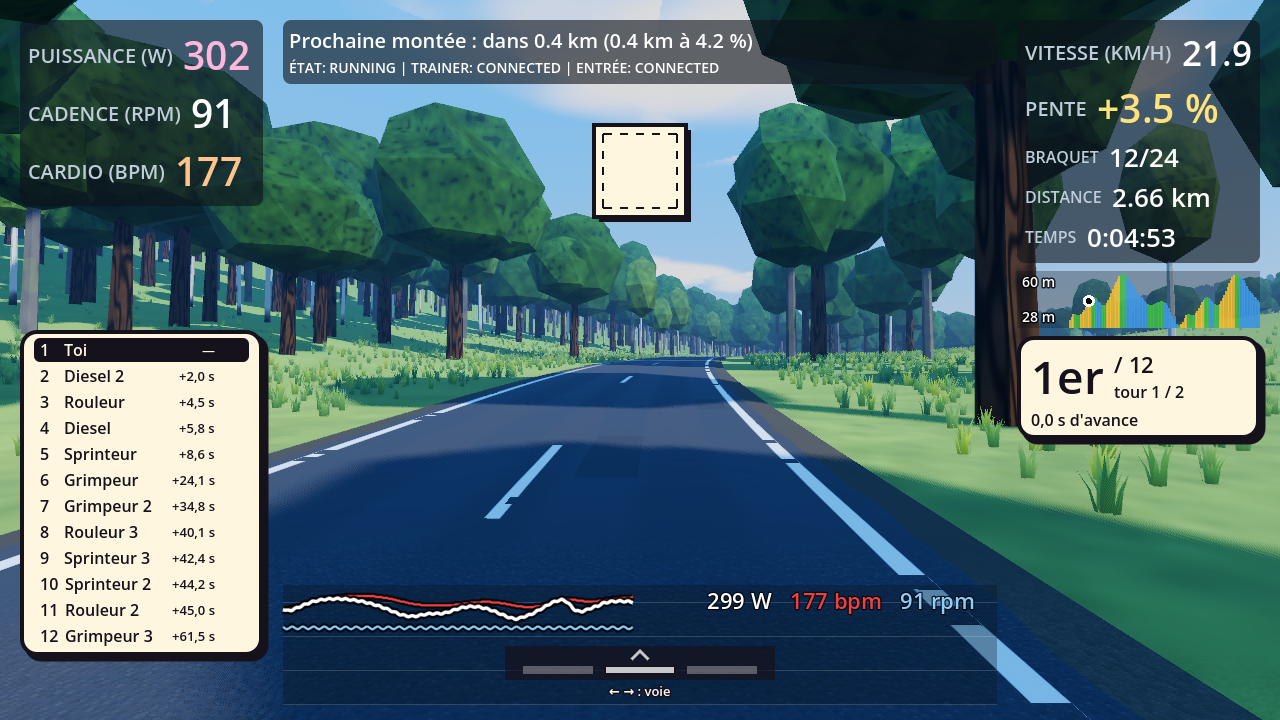 PUISSANCE (W) 302
CADENCE (RPM) 91
CARDIO (BPM) 177
Prochaine montée : dans 0.4 km (0.4 km à 4.2 %)
ÉTAT: RUNNING | TRAINER: CONNECTED | ENTRÉE: CONNECTED
VITESSE (KM/H) 21.9
PENTE +3.5 %
BRAQUET 12/24
DISTANCE 2.66 km
TEMPS 0:04:53
60 m
28 m
1er / 12
tour 1 / 2
0,0 s d'avance
1 Toi —
2 Diesel 2 +2,0 s
3 Rouleur +4,5 s
4 Diesel +5,8 s
5 Sprinteur +8,6 s
6 Grimpeur +24,1 s
7 Grimpeur 2 +34,8 s
8 Rouleur 3 +40,1 s
9 Sprinteur 3 +42,4 s
10 Sprinteur 2 +44,2 s
11 Rouleur 2 +45,0 s
12 Grimpeur 3 +61,5 s
299 W 177 bpm 91 rpm
← → : voie